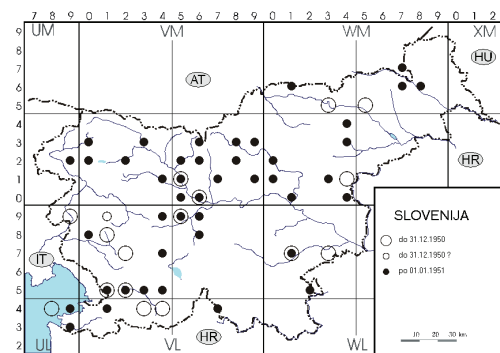 7 8 9 0 1 2 3 4 5 6 7 8 9 0 1 2 3 4 5 6 7 8 9 0 1 2
9 UM VM WM XM
8
7 HU
6 AT
5
4
3
2 HR
1
0
9
8
7 IT
6
5
4
3 HR
2 UL VL WL
SLOVENIJA
do 31.12.1950
do 31.12.1950 ?
po 01.01.1951
10 20 30 km